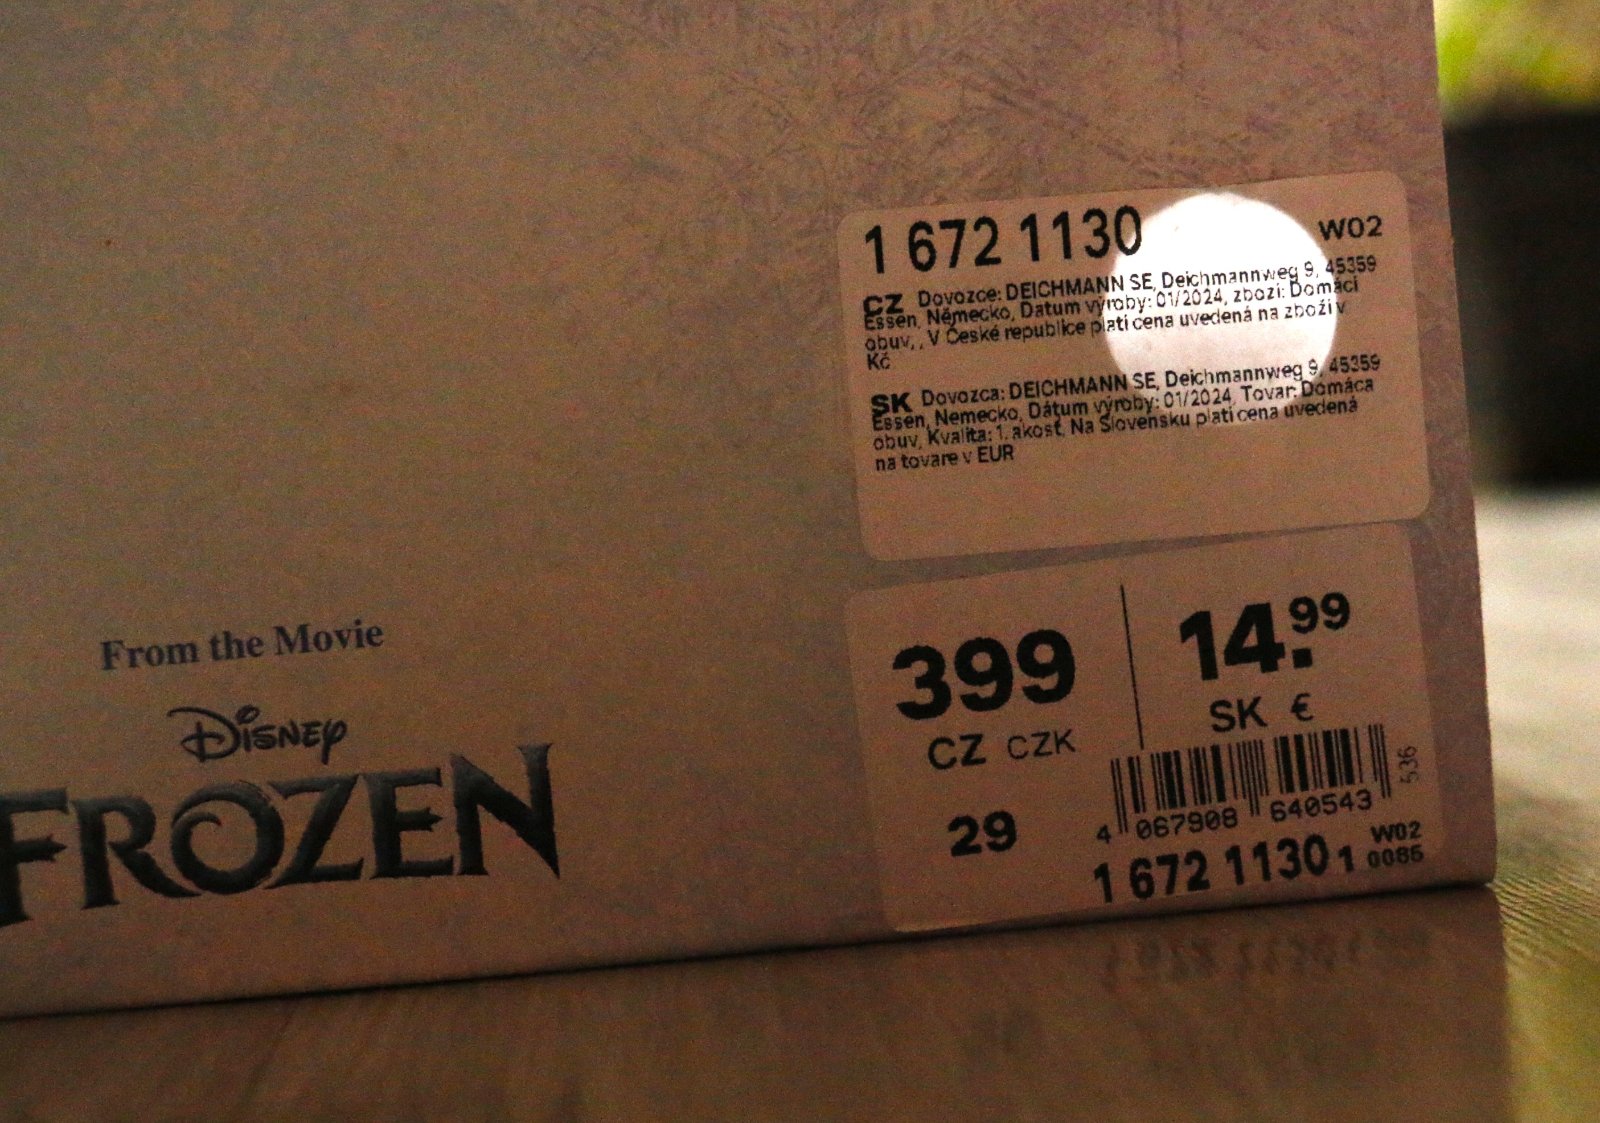 1 672 1130 W02
CZ Dovozce: DEICHMANN SE, Deichmannweg 9, 45359
Essen, Německo, Datum výroby: 01/2024, zboží: Domácí
obuv, , V České republice platí cena uvedená na zboží v
Kč
SK Dovozca: DEICHMANN SE, Deichmannweg 9, 45359
Essen, Nemecko, Dátum výroby: 01/2024, Tovar: Domáca
obuv, Kvalita: 1. akosť, Na Slovensku platí cena uvedená
na tovare v EUR
399
CZ CZK
14.99
SK €
29
536
4 067908 640543
W02
1 672 1130 1 0085
From the Movie
Disney
FROZEN